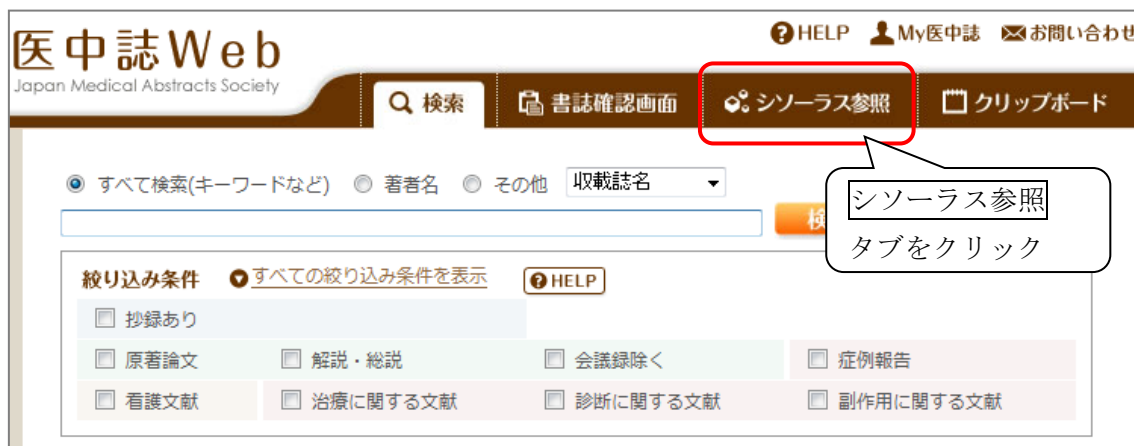 医中誌Web
Japan Medical Abstracts Society
HELP My医中誌 お問い合わせ
検索 書誌確認画面 シソーラス参照 クリップボード
すべて検索(キーワードなど) 著者名 その他 収載誌名
検
シソーラス参照
タブをクリック
絞り込み条件 すべての絞り込み条件を表示 HELP
抄録あり
原著論文 解説・総説 会議録除く 症例報告
看護文献 治療に関する文献 診断に関する文献 副作用に関する文献